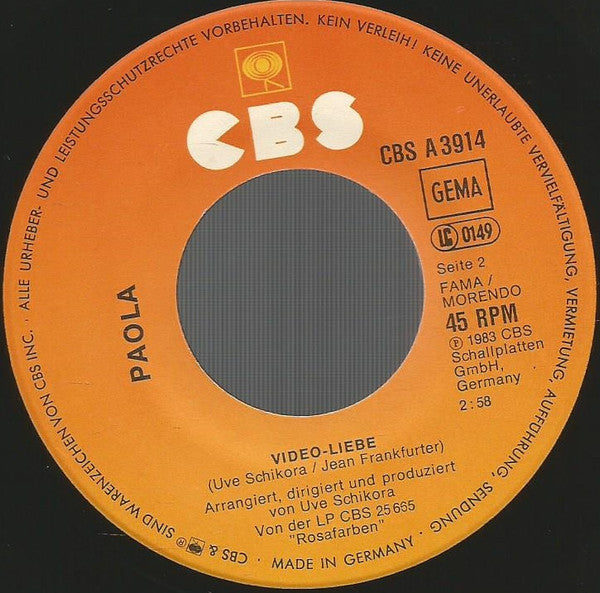 ALLE URHEBER- UND LEISTUNGSSCHUTZRECHTE VORBEHALTEN. KEIN VERLEIH! KEINE UNERLAUBTE VERVIELFÄLTIGUNG, VERMIETUNG, AUFFÜHRUNG, SENDUNG
CBS
CBS A 3914
GEMA
LC 0149
Seite 2
FAMA /
MORENDO
45 RPM
℗ 1983 CBS
Schallplatten
GmbH,
Germany
2:58
PAOLA
VIDEO-LIEBE
(Uve Schikora / Jean Frankfurter)
Arrangiert, dirigiert und produziert
von Uve Schikora
Von der LP CBS 25 665
"Rosafarben"
CBS & ® SIND WARENZEICHEN VON CBS INC. · MADE IN GERMANY ·